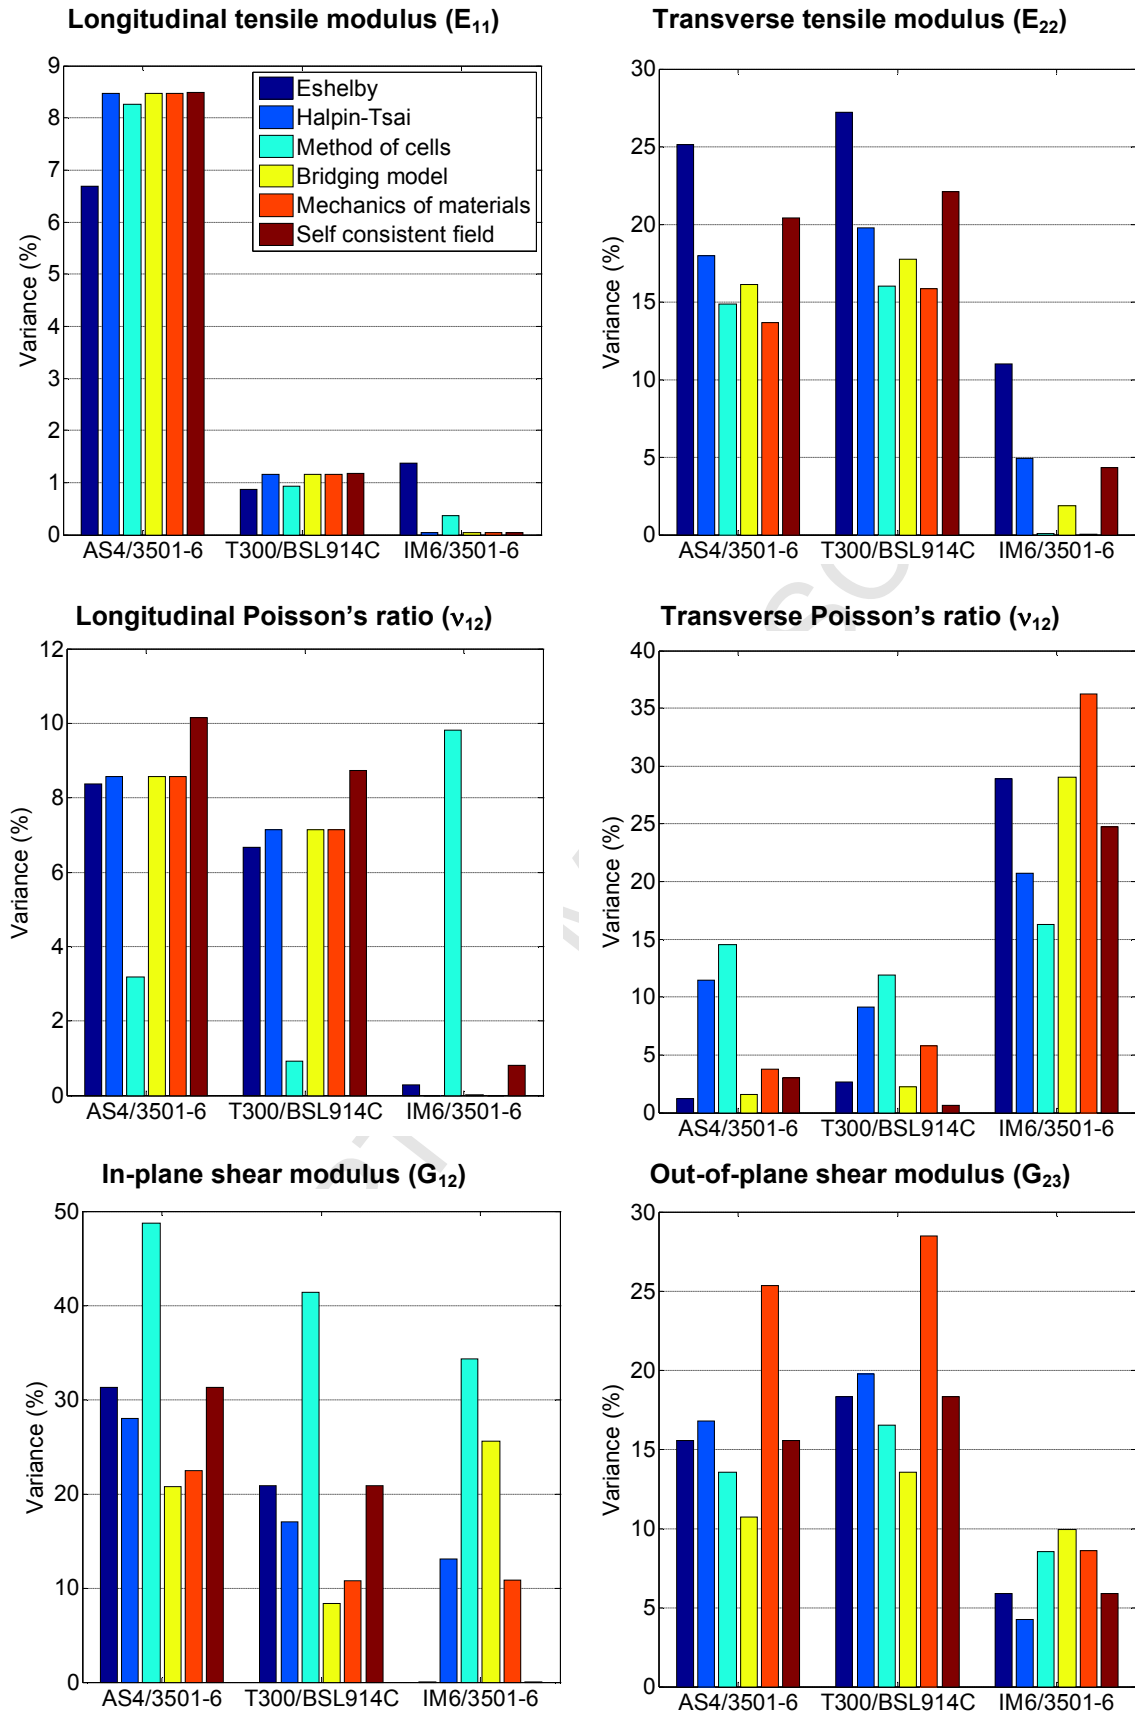 Longitudinal tensile modulus (E11)
Variance (%)
9
8
7
6
5
4
3
2
1
0
Eshelby
Halpin-Tsai
Method of cells
Bridging model
Mechanics of materials
Self consistent field
AS4/3501-6 T300/BSL914C IM6/3501-6
Transverse tensile modulus (E22)
Variance (%)
30
25
20
15
10
5
0
AS4/3501-6 T300/BSL914C IM6/3501-6
Longitudinal Poisson's ratio (ν12)
Variance (%)
12
10
8
6
4
2
0
AS4/3501-6 T300/BSL914C IM6/3501-6
Transverse Poisson's ratio (ν12)
Variance (%)
40
35
30
25
20
15
10
5
0
AS4/3501-6 T300/BSL914C IM6/3501-6
In-plane shear modulus (G12)
Variance (%)
50
40
30
20
10
0
AS4/3501-6 T300/BSL914C IM6/3501-6
Out-of-plane shear modulus (G23)
Variance (%)
30
25
20
15
10
5
0
AS4/3501-6 T300/BSL914C IM6/3501-6